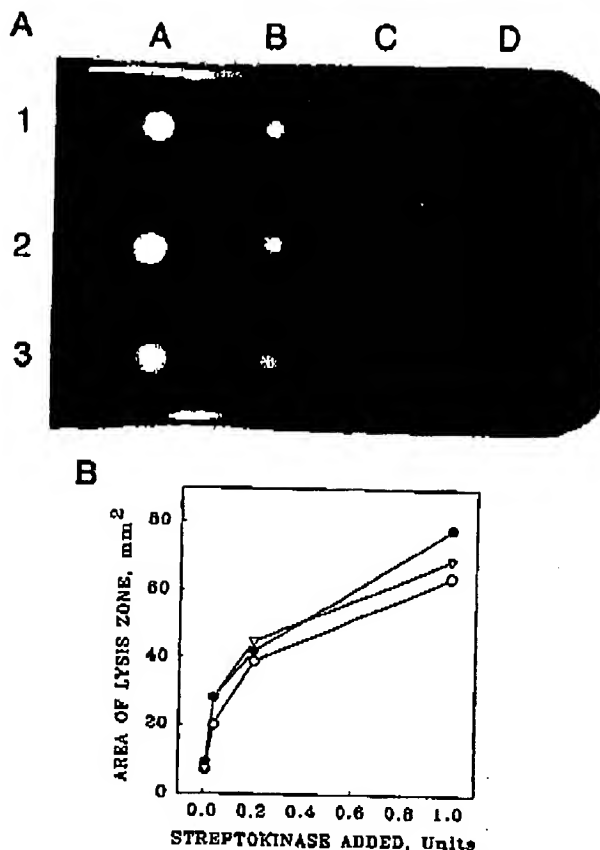 A
A B C D
1
2
3
B
AREA OF LYSIS ZONE, mm2
80
60
40
20
0
0.0 0.2 0.4 0.6 0.8 1.0
STREPTOKINASE ADDED, Units